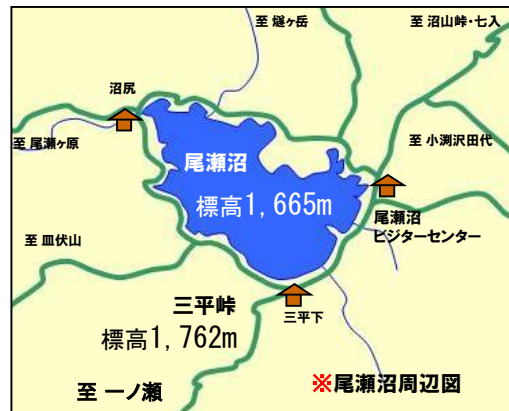 至 燧ヶ岳
至 沼山峠・七入
沼尻
至 尾瀬ヶ原
至 小渕沢田代
尾瀬沼
標高1,665m
尾瀬沼
ビジターセンター
至 皿伏山
三平峠
標高1,762m
三平下
至 一ノ瀬
※尾瀬沼周辺図